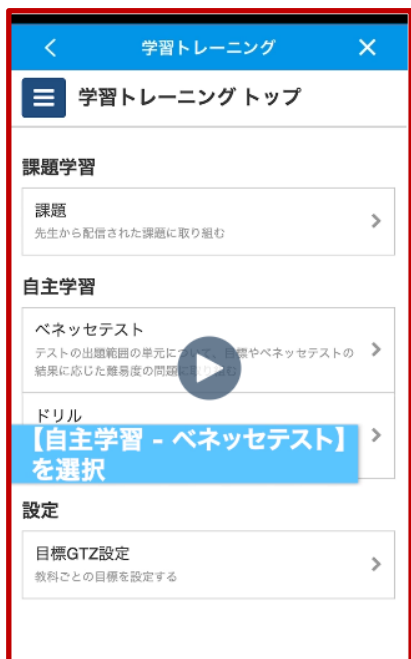 学習トレーニング
学習トレーニング トップ
課題学習
課題
先生から配信された課題に取り組む
自主学習
ベネッセテスト
テストの出題範囲の単元について、目標やベネッセテストの
結果に応じた難易度の問題に取り組む
ドリル
【自主学習 - ベネッセテスト】
を選択
設定
目標GTZ設定
教科ごとの目標を設定する